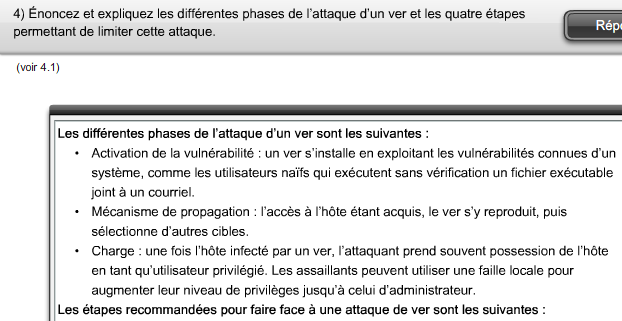 4) Énoncez et expliquez les différentes phases de l'attaque d'un ver et les quatre étapes
permettant de limiter cette attaque.
(voir 4.1)
Les différentes phases de l'attaque d'un ver sont les suivantes :
• Activation de la vulnérabilité : un ver s'installe en exploitant les vulnérabilités connues d'un
système, comme les utilisateurs naïfs qui exécutent sans vérification un fichier exécutable
joint à un courriel.
• Mécanisme de propagation : l'accès à l'hôte étant acquis, le ver s'y reproduit, puis
sélectionne d'autres cibles.
• Charge : une fois l'hôte infecté par un ver, l'attaquant prend souvent possession de l'hôte
en tant qu'utilisateur privilégié. Les assaillants peuvent utiliser une faille locale pour
augmenter leur niveau de privilèges jusqu'à celui d'administrateur.
Les étapes recommandées pour faire face à une attaque de ver sont les suivantes :